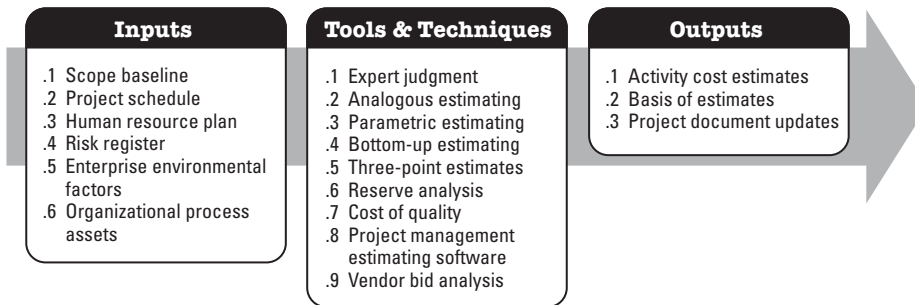 Inputs
.1 Scope baseline
.2 Project schedule
.3 Human resource plan
.4 Risk register
.5 Enterprise environmental
factors
.6 Organizational process
assets
Tools & Techniques
.1 Expert judgment
.2 Analogous estimating
.3 Parametric estimating
.4 Bottom-up estimating
.5 Three-point estimates
.6 Reserve analysis
.7 Cost of quality
.8 Project management
estimating software
.9 Vendor bid analysis
Outputs
.1 Activity cost estimates
.2 Basis of estimates
.3 Project document updates